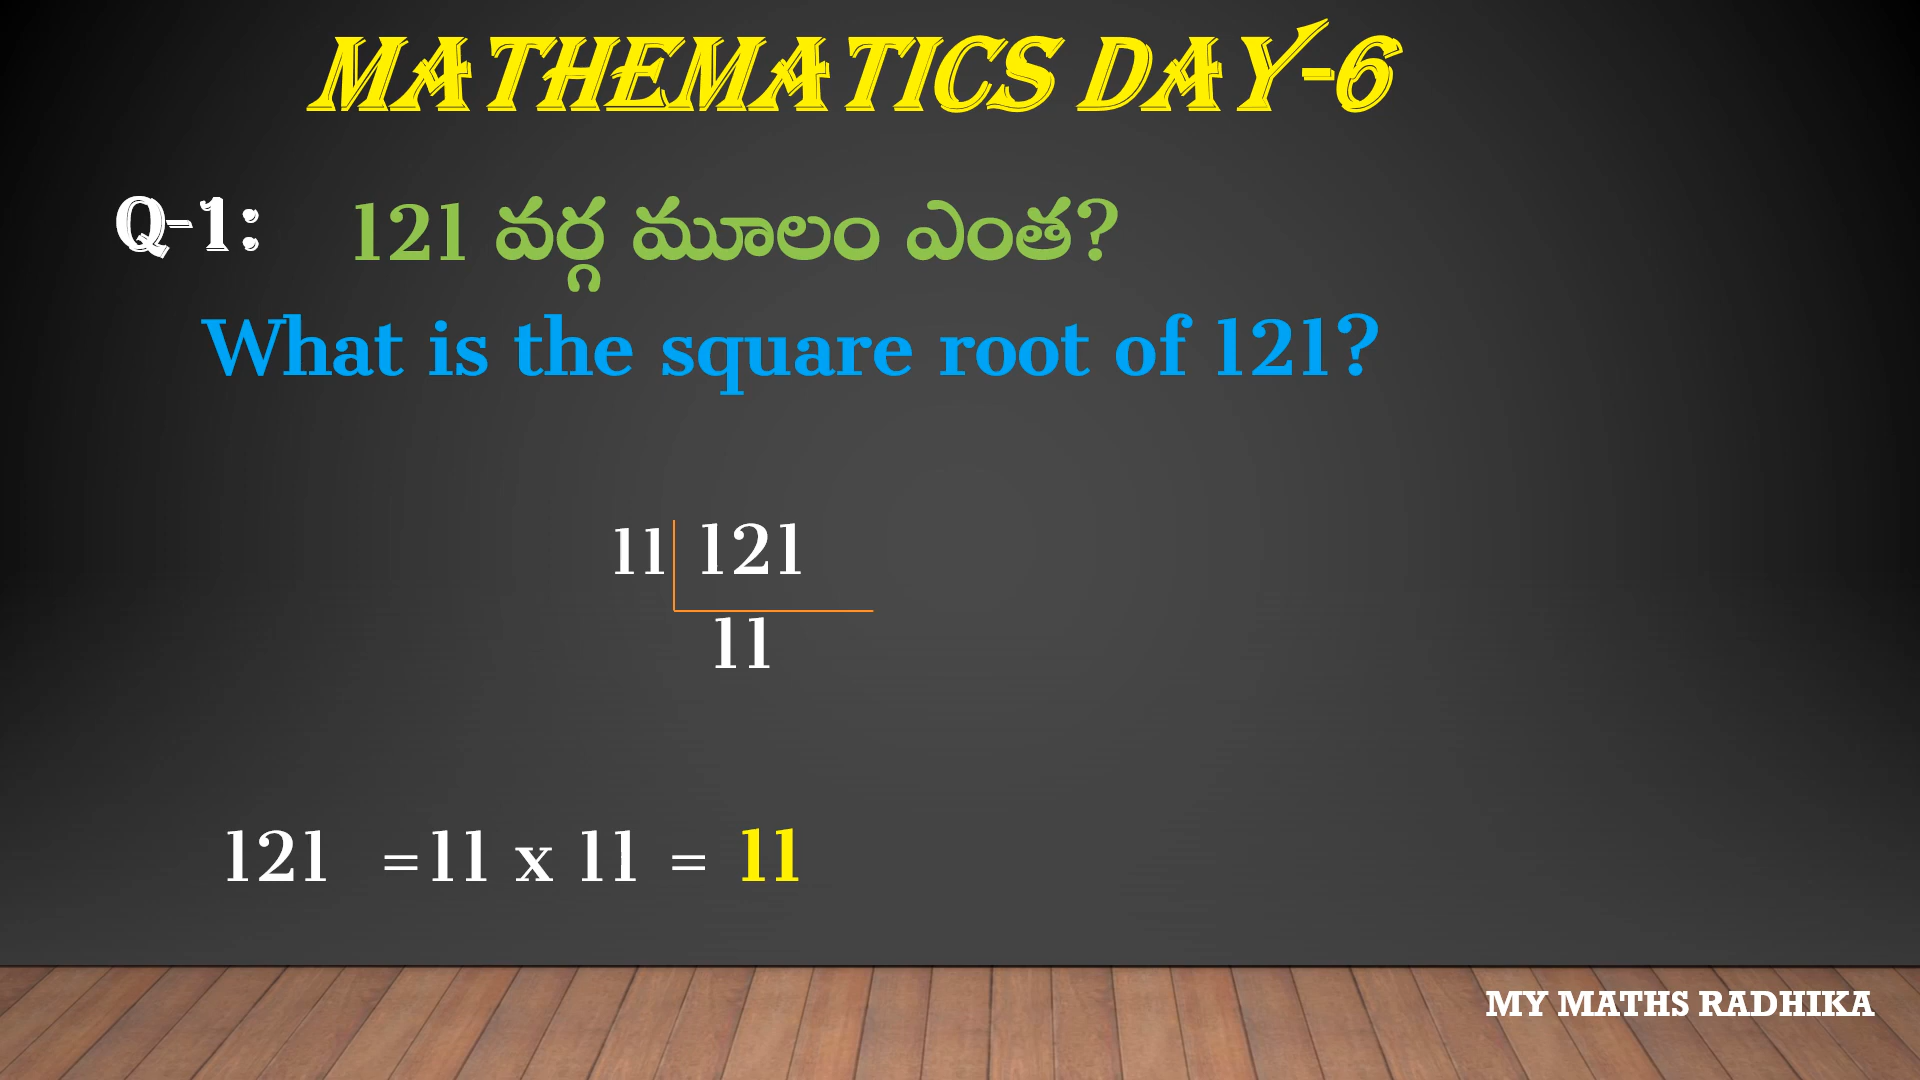 MATHEMATICS DAY-6
Q-1: 121 వర్గ మూలం ఎంత?
What is the square root of 121?
11 121
11
121 =11 x 11 = 11
MY MATHS RADHIKA